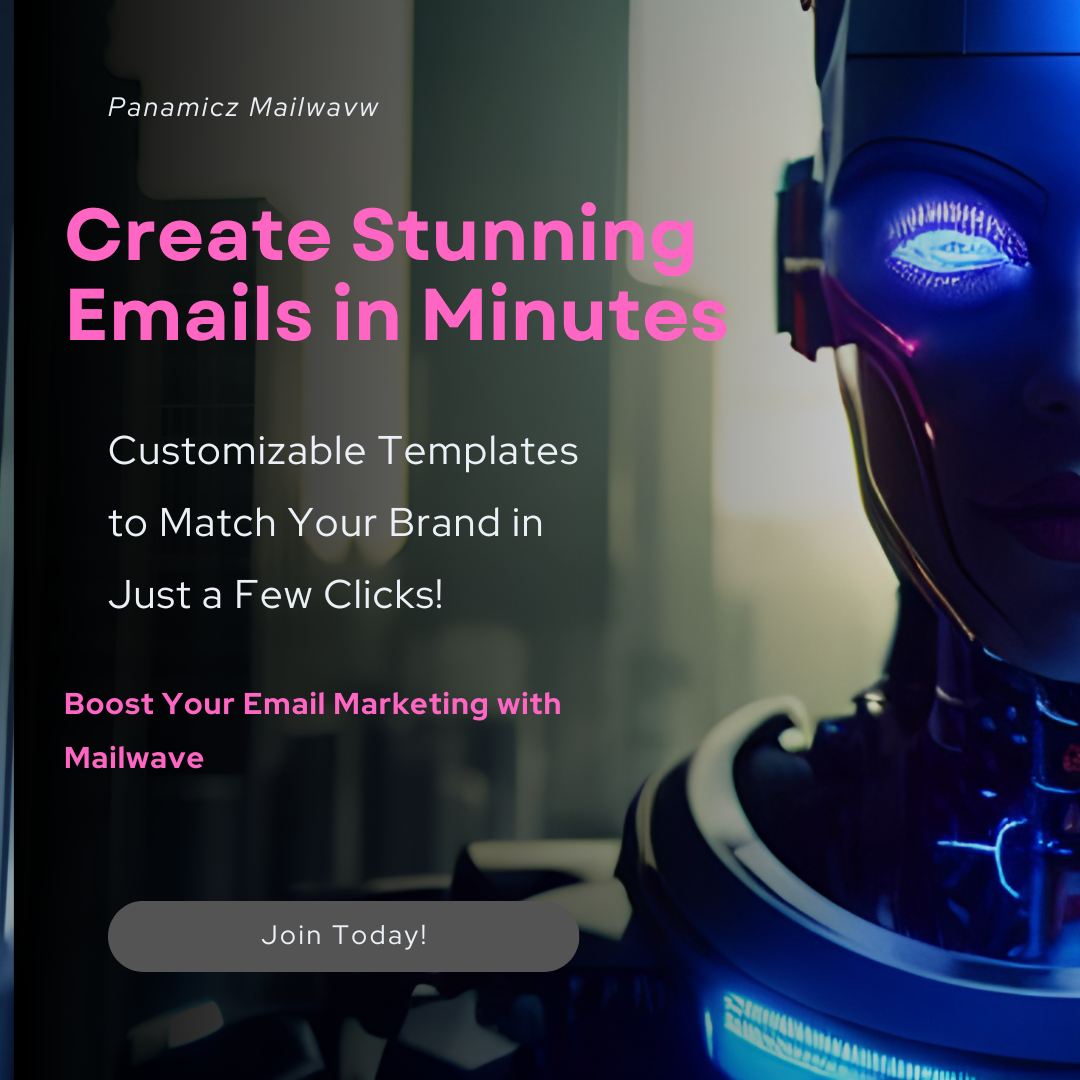 Panamicz Mailwavw
Create Stunning
Emails in Minutes
Customizable Templates
to Match Your Brand in
Just a Few Clicks!
Boost Your Email Marketing with
Mailwave
Join Today!